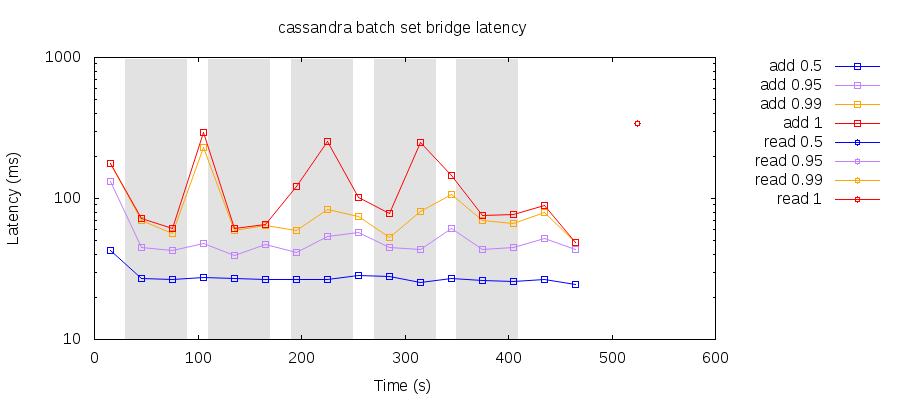 cassandra batch set bridge latency
Latency (ms)
1000
100
10
0 100 200 300 400 500 600
Time (s)
add 0.5
add 0.95
add 0.99
add 1
read 0.5
read 0.95
read 0.99
read 1